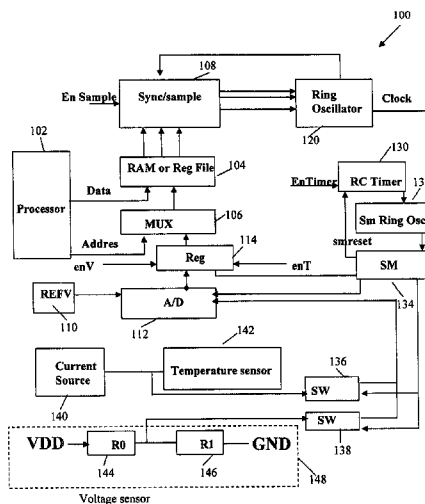 100
108
En Sample
Sync/sample
Ring Oscillator
Clock
120
102
130
RAM or Reg File
104
EnTimer
RC Timer
13
Processor
Data
MUX
106
Sm Ring Osc
Addres
114
smreset
enV
Reg
enT
SM
REFV
A/D
134
110
112
142
136
Current Source
Temperature sensor
SW
140
SW
138
VDD
R0
R1
GND
144
146
148
Voltage sensor